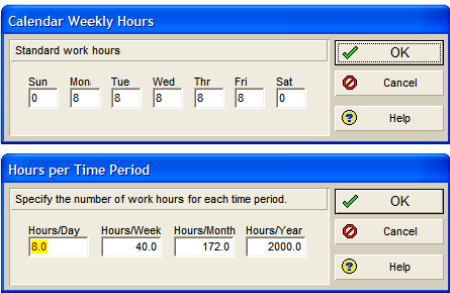 Calendar Weekly Hours
Standard work hours
OK
Sun Mon Tue Wed Thr Fri Sat
0 8 8 8 8 8 0
Cancel
Help
Hours per Time Period
Specify the number of work hours for each time period.
OK
Hours/Day Hours/Week Hours/Month Hours/Year
8.0 40.0 172.0 2000.0
Cancel
Help